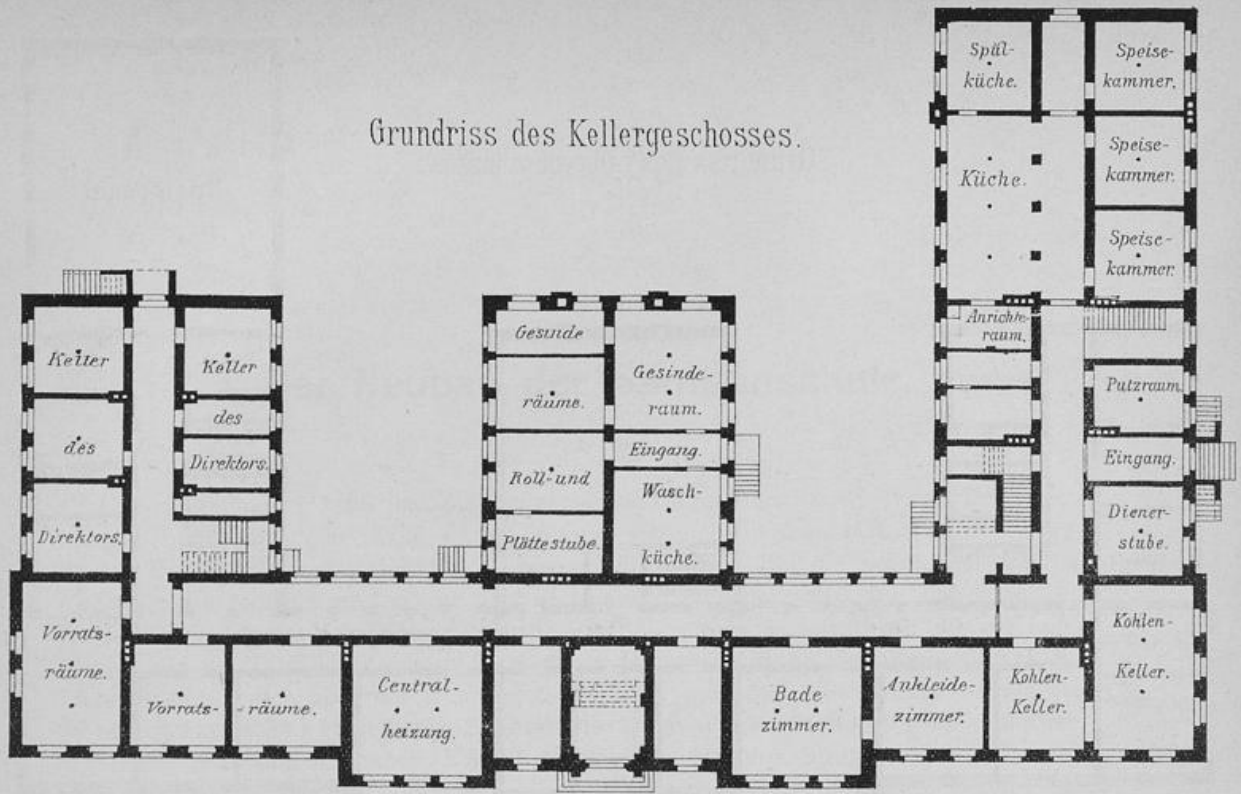 Grundriss des Kellergeschosses.
Spül-
küche.
Speise-
kammer.
Küche.
Speise-
kammer.
Speise-
kammer.
Anrichte-
raum.
Putzraum.
Eingang.
Diener-
stube.
Keller
des
Direktors.
Keller
des
Direktors.
Gesinde
räume.
Gesinde-
raum.
Eingang.
Roll-und
Plättestube.
Wasch-
küche.
Vorrats-
räume.
Vorrats-
räume.
Central-
heizung.
Bade
zimmer.
Ankleide-
zimmer.
Kohlen-
Keller.
Kohlen-
Keller.